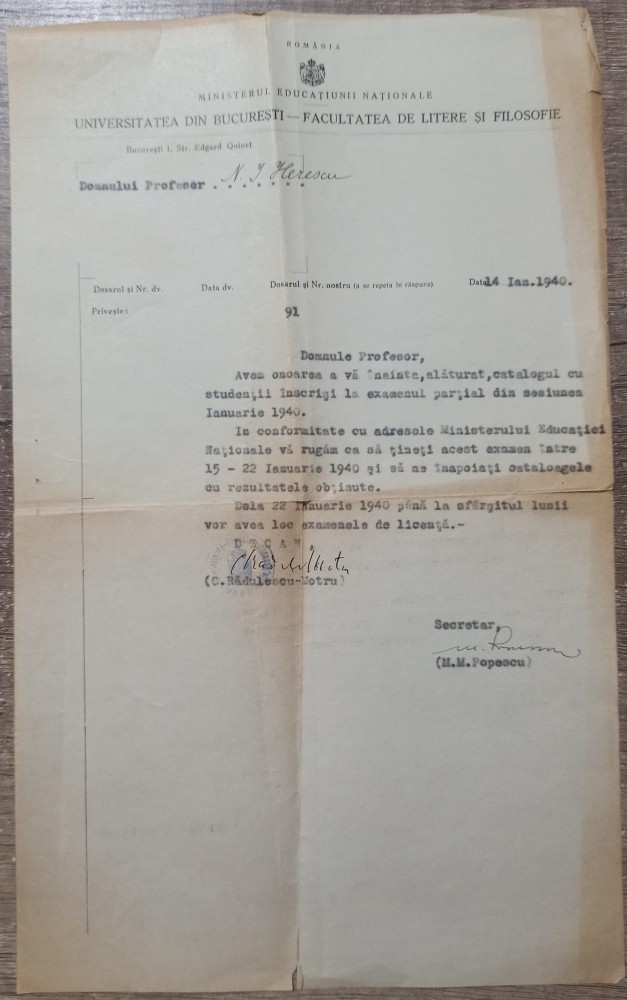 ROMÂNIA
MINISTERUL EDUCAȚIUNII NAȚIONALE
UNIVERSITATEA DIN BUCUREȘTI — FACULTATEA DE LITERE ȘI FILOSOFIE
București I, Str. Edgard Quinet
Domnului Profesor . . . . . . . N. I. Herescu
Dosarul și Nr. dv. Data dv. Dosarul și Nr. nostru (a se repeta în răspuns) Data 14 Ian.1940.
Privește: 91
Domnule Profesor,
Avem onoarea a vă înainta,alăturat,catalogul cu
studenții înscriși la examenul parțial din sesiunea
Ianuarie 1940.
In conformitate cu adresele Ministerului Educației
Naționale vă rugăm ca să țineți acest examen între
15 - 22 Ianuarie 1940 și să ne înapoiați cataloagele
cu rezultatele obținute.
Dela 22 Ianuarie 1940 până la sfârșitul lunii
vor avea loc examenele de licență.-
D E C A N,
(C.Rădulescu-Motru)
Secretar,
(M.M.Popescu)